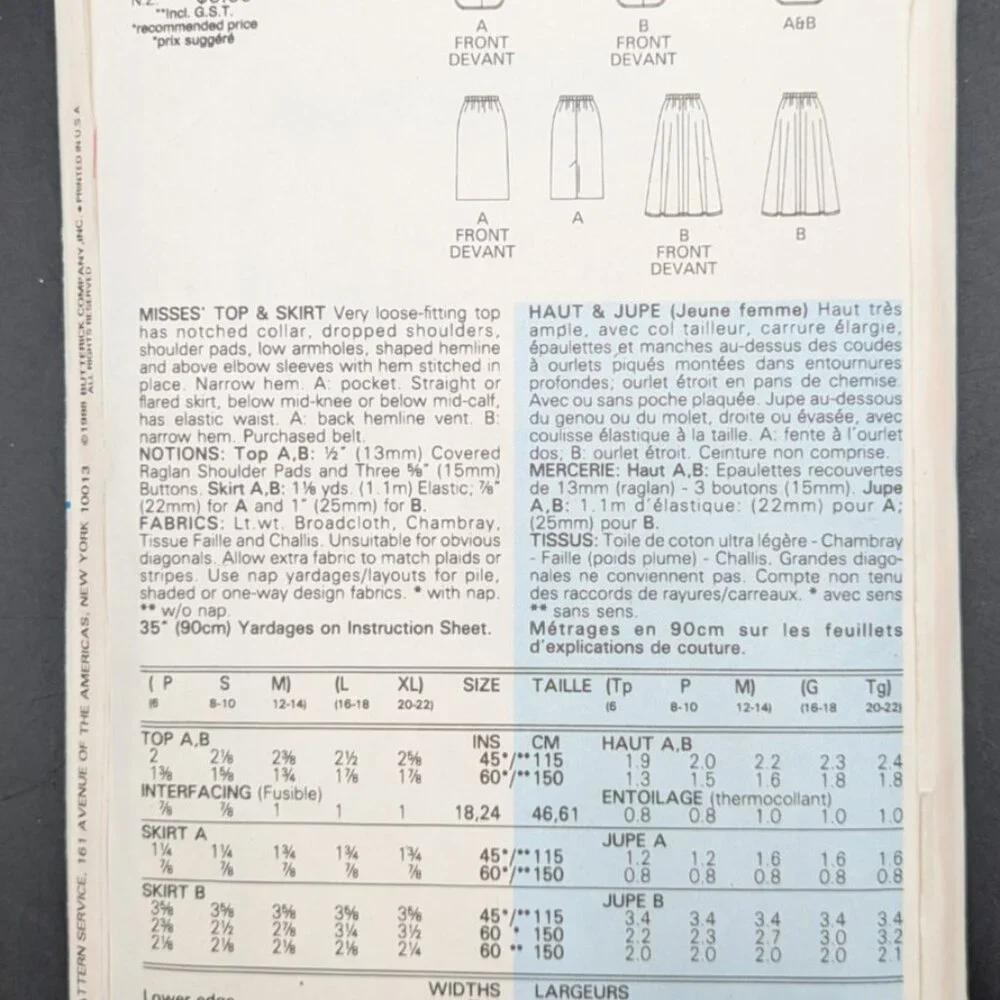 **Incl. G.S.T.
*recommended price
*prix suggéré
A
FRONT
DEVANT
B
FRONT
DEVANT
A&B
A
FRONT
DEVANT
A
B
FRONT
DEVANT
B
MISSES' TOP & SKIRT Very loose-fitting top
has notched collar, dropped shoulders,
shoulder pads, low armholes, shaped hemline
and above elbow sleeves with hem stitched in
place. Narrow hem. A: pocket. Straight or
flared skirt, below mid-knee or below mid-calf,
has elastic waist. A: back hemline vent. B:
narrow hem. Purchased belt.
NOTIONS: Top A,B: ½" (13mm) Covered
Raglan Shoulder Pads and Three ⅝" (15mm)
Buttons. Skirt A,B: 1⅛ yds. (1.1m) Elastic; ⅞"
(22mm) for A and 1" (25mm) for B.
FABRICS: Lt.wt. Broadcloth, Chambray,
Tissue Faille and Challis. Unsuitable for obvious
diagonals. Allow extra fabric to match plaids or
stripes. Use nap yardages/layouts for pile,
shaded or one-way design fabrics. * with nap.
** w/o nap.
35" (90cm) Yardages on Instruction Sheet.
HAUT & JUPE (Jeune femme) Haut très
ample, avec col tailleur, carrure élargie,
épaulettes et manches au-dessus des coudes
à ourlets piqués montées dans entournures
profondes; ourlet étroit en pans de chemise.
Avec ou sans poche plaquée. Jupe au-dessous
du genou ou du molet, droite ou évasée, avec
coulisse élastique à la taille. A: fente à l'ourlet
dos; B: ourlet étroit. Ceinture non comprise.
MERCERIE: Haut A,B: Epaulettes recouvertes
de 13mm (raglan) - 3 boutons (15mm). Jupe
A,B: 1.1m d'élastique: (22mm) pour A;
(25mm) pour B.
TISSUS: Toile de coton ultra légère - Chambray
- Faille (poids plume) - Challis. Grandes diago-
nales ne conviennent pas. Compte non tenu
des raccords de rayures/carreaux. * avec sens
** sans sens.
Métrages en 90cm sur les feuilles
d'explications de couture.
( P S M) (L XL) SIZE TAILLE (Tp P M) (G Tg)
(6 8-10 12-14) (16-18 20-22) (6 8-10 12-14) (16-18 20-22)
TOP A,B INS CM HAUT A,B
2 2⅛ 2⅜ 2½ 2⅝ 45*/**115 1.9 2.0 2.2 2.3 2.4
1⅜ 1⅝ 1¾ 1⅞ 1⅞ 60*/**150 1.3 1.5 1.6 1.8 1.8
INTERFACING (Fusible) ENTOILAGE (thermocollant)
⅞ ⅞ 1 1 1 18,24 46,61 0.8 0.8 1.0 1.0 1.0
SKIRT A JUPE A
1¼ 1¼ 1¾ 1¾ 1¾ 45*/**115 1.2 1.2 1.6 1.6 1.6
⅞ ⅞ ⅞ ⅞ ⅞ 60*/**150 0.8 0.8 0.8 0.8 0.8
SKIRT B JUPE B
3⅝ 3⅝ 3⅝ 3⅝ 3⅝ 45*/**115 3.4 3.4 3.4 3.4 3.4
2⅜ 2½ 2⅞ 3¼ 3½ 60 * 150 2.2 2.3 2.7 3.0 3.2
2⅛ 2⅛ 2⅛ 2⅛ 2¼ 60 ** 150 2.0 2.0 2.0 2.0 2.1
WIDTHS LARGEURS
Lower edge
PATTERN SERVICE, 161 AVENUE OF THE AMERICAS, NEW YORK 10013 ©1988 BUTTERICK COMPANY, INC. • PRINTED IN U S A
ALL RIGHTS RESERVED